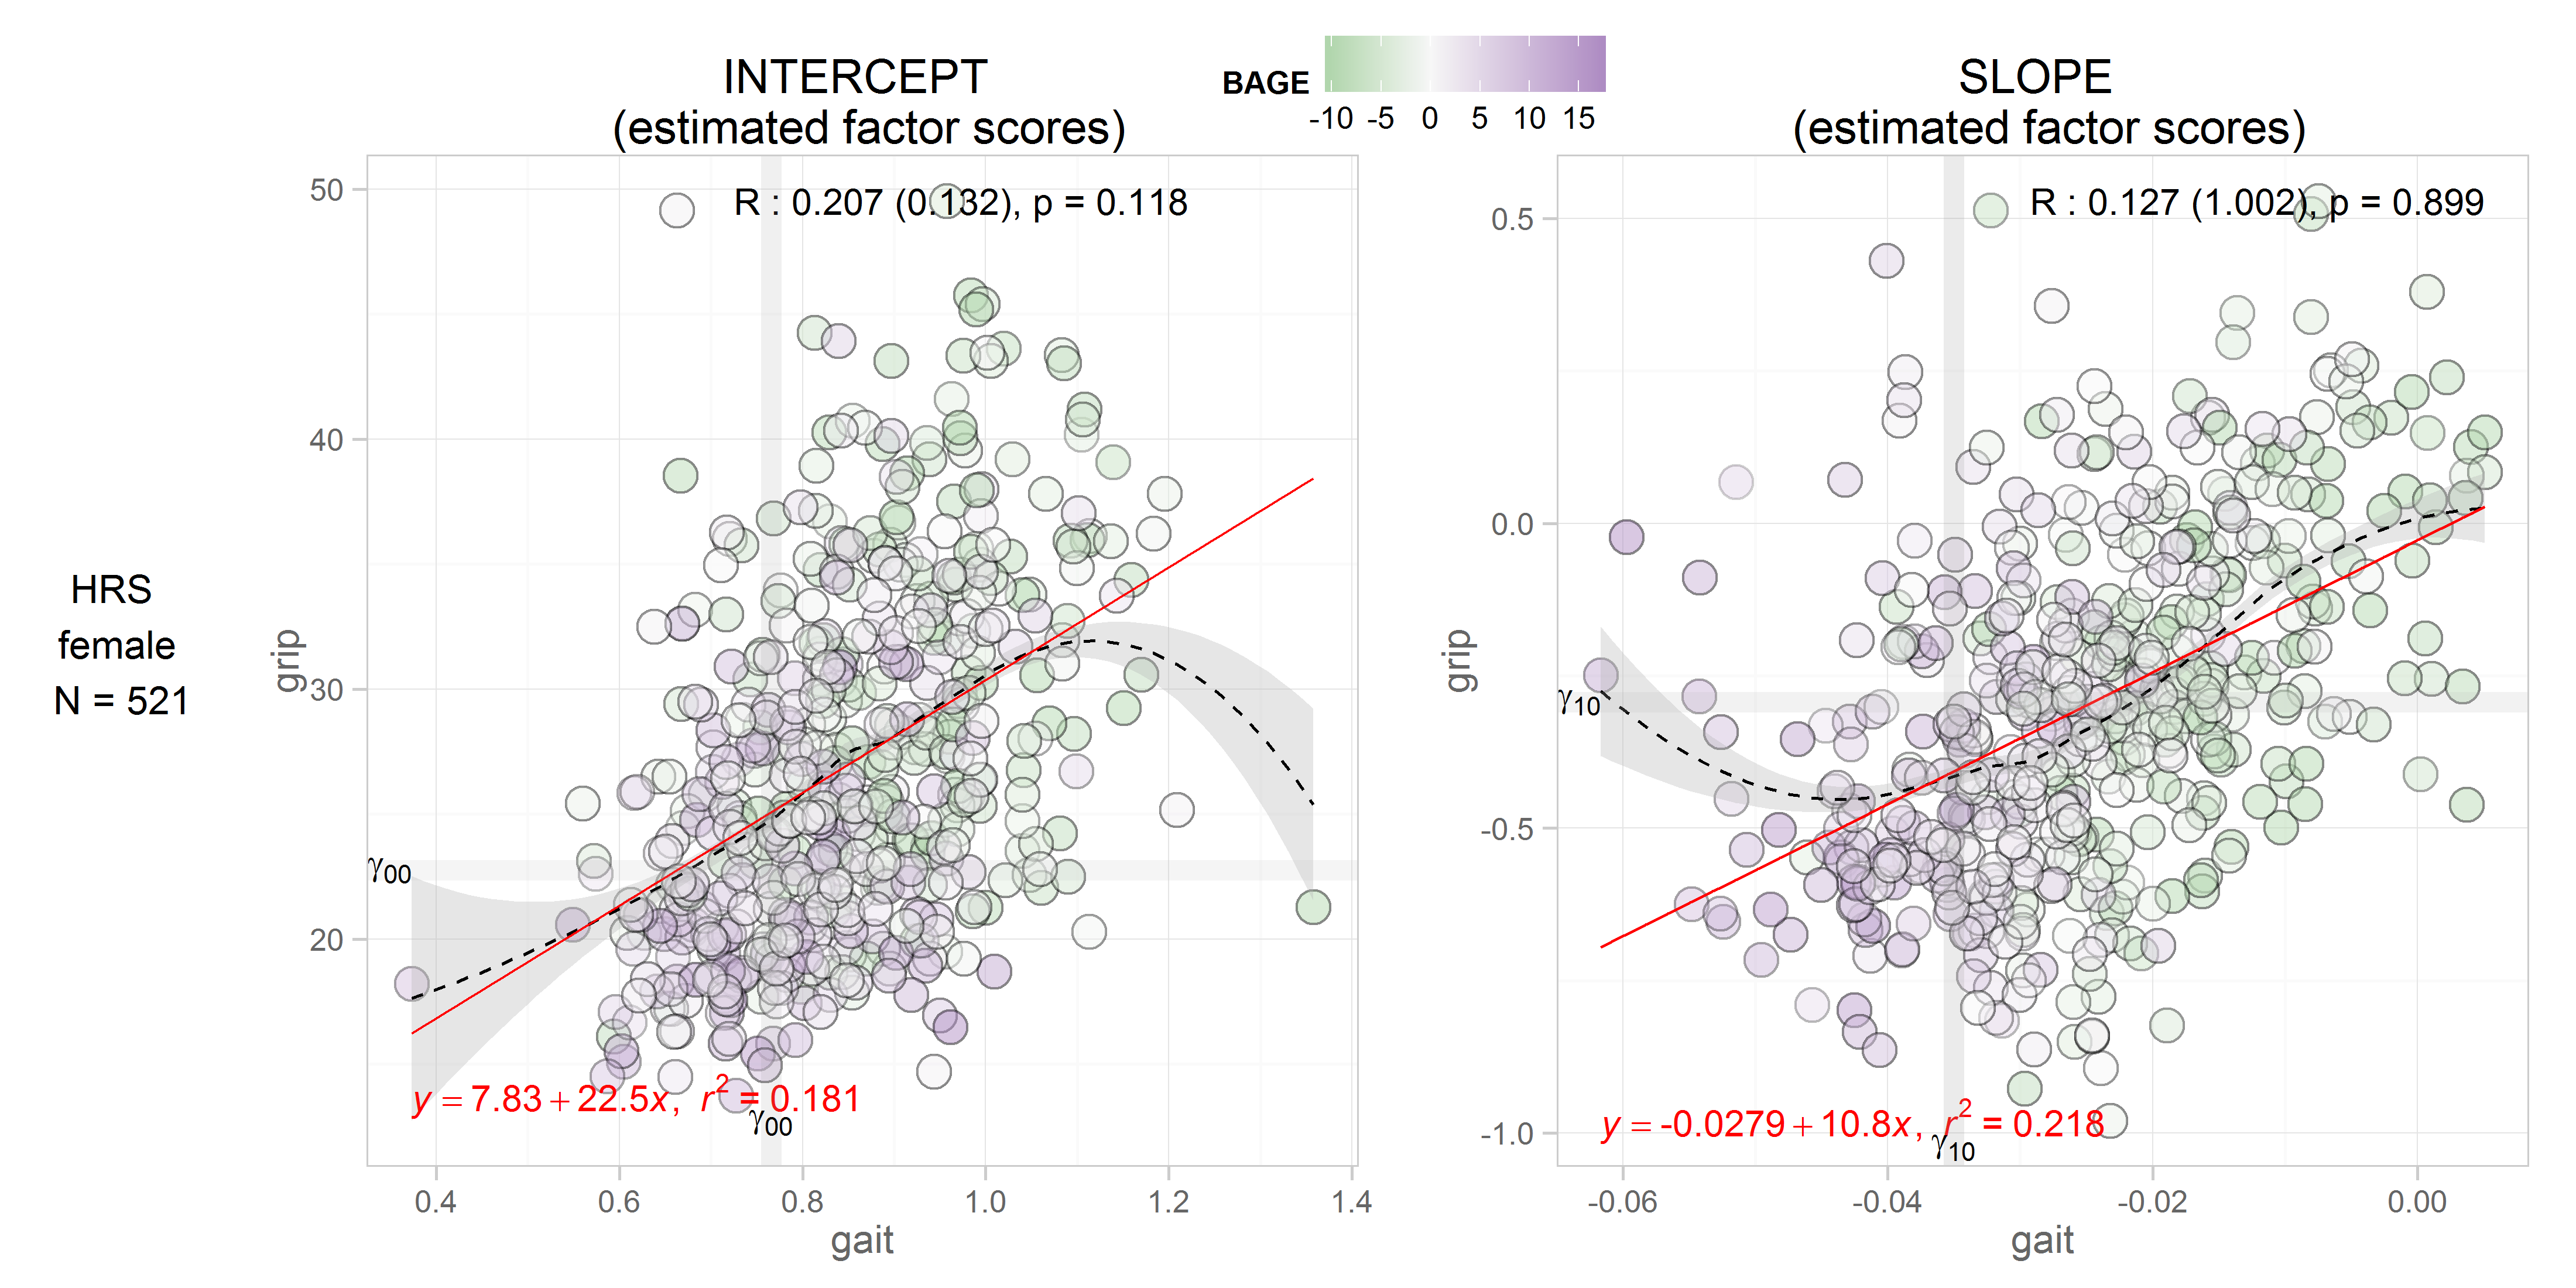 INTERCEPT
(estimated factor scores)
BAGE
-10 -5 0 5 10 15
SLOPE
(estimated factor scores)
HRS
female
N = 521
grip
50
40
30
20
R : 0.207 (0.132), p = 0.118
γ00
y = 7.83 + 22.5x, r2 = 0.181
γ00
0.4 0.6 0.8 1.0 1.2 1.4
gait
grip
0.5
0.0
-0.5
-1.0
R : 0.127 (1.002), p = 0.899
γ10
y = -0.0279 + 10.8x, r2 = 0.218
γ10
-0.06 -0.04 -0.02 0.00
gait